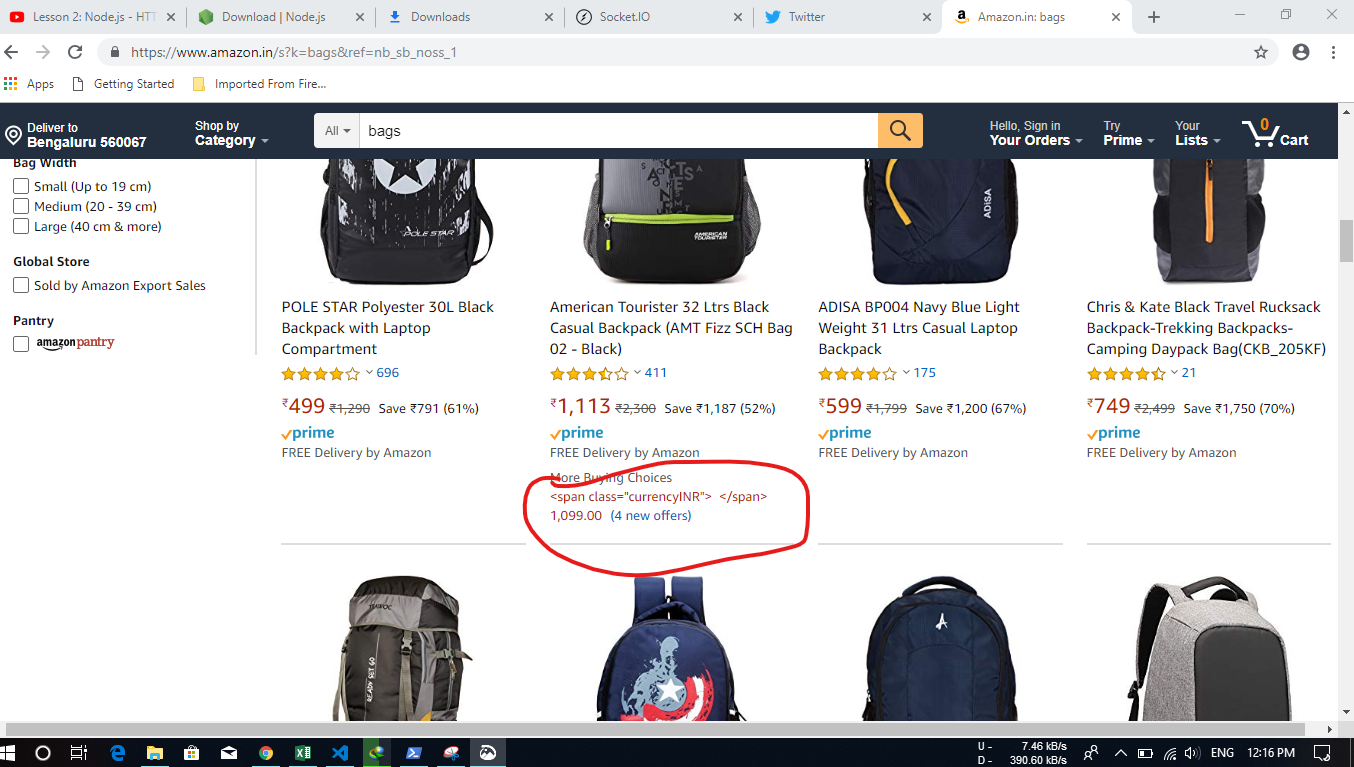 Lesson 2: Node.js - HTT
Download | Node.js
Downloads
Socket.IO
Twitter
Amazon.in: bags
https://www.amazon.in/s?k=bags&ref=nb_sb_noss_1
Apps
Getting Started
Imported From Fire...
Deliver to
Bengaluru 560067
Shop by
Category
All
bags
Hello, Sign in
Your Orders
Try
Prime
Your
Lists
0
Cart
Bag Width
Small (Up to 19 cm)
Medium (20 - 39 cm)
Large (40 cm & more)
Global Store
Sold by Amazon Export Sales
Pantry
amazonpantry
POLE STAR
POLE STAR Polyester 30L Black
Backpack with Laptop
Compartment
696
₹499 ₹1,290 Save ₹791 (61%)
prime
FREE Delivery by Amazon
AMERICAN
TOURISTER
American Tourister 32 Ltrs Black
Casual Backpack (AMT Fizz SCH Bag
02 - Black)
411
₹1,113 ₹2,300 Save ₹1,187 (52%)
prime
FREE Delivery by Amazon
More Buying Choices
<span class="currencyINR">  </span>
1,099.00 (4 new offers)
ADISA
ADISA BP004 Navy Blue Light
Weight 31 Ltrs Casual Laptop
Backpack
175
₹599 ₹1,799 Save ₹1,200 (67%)
prime
FREE Delivery by Amazon
Chris & Kate Black Travel Rucksack
Backpack-Trekking Backpacks-
Camping Daypack Bag(CKB_205KF)
21
₹749 ₹2,499 Save ₹1,750 (70%)
prime
FREE Delivery by Amazon
READY SET GO
U - 7.46 kB/s
D - 390.60 kB/s
ENG
12:16 PM